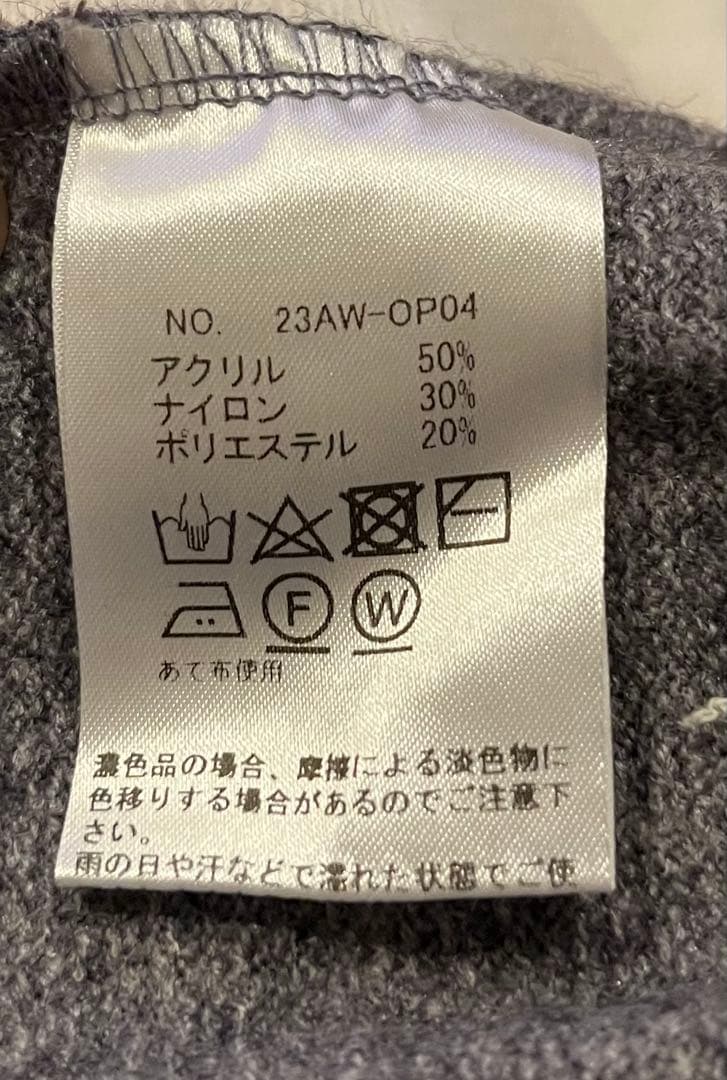 NO. 23AW-OP04
アクリル 50%
ナイロン 30%
ポリエステル 20%
F W
あて布使用
濃色品の場合、摩擦による淡色物に
色移りする場合があるのでご注意下
さい。
雨の日や汗などで濡れた状態でご使